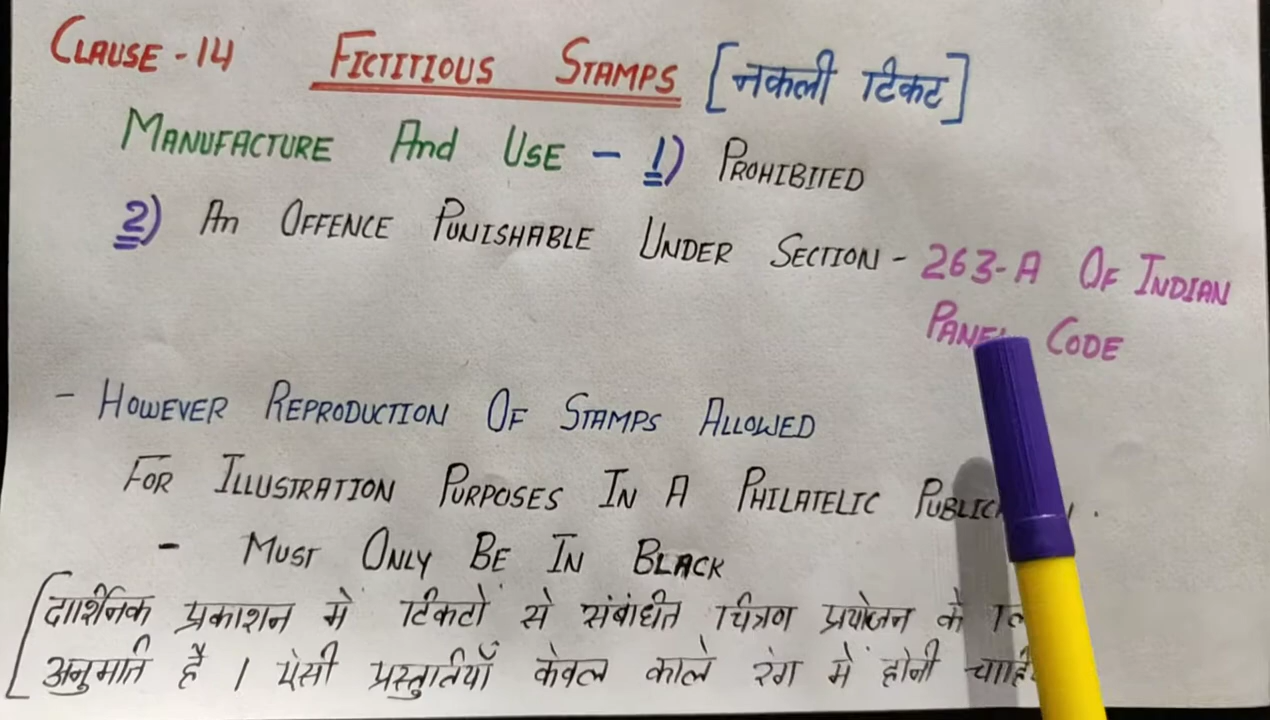 CLAUSE-14 FICTITIOUS STAMPS [नकली टिकट]
MANUFACTURE And USE - 1) PROHIBITED
2) An OFFENCE PUNISHABLE UNDER SECTION - 263-A OF INDIAN
CODE
- HOWEVER REPRODUCTION OF STAMPS ALLOWED
FOR ILLUSTRATION PURPOSES IN A PHILATELIC
- MUST ONLY BE IN BLACK
[दार्शनिक प्रकाशन में टिकटों से संबंधित चित्रण प्रयोजन के
अनुमति है । ऐसी प्रस्तुतियाँ केवल काले रंग में होनी